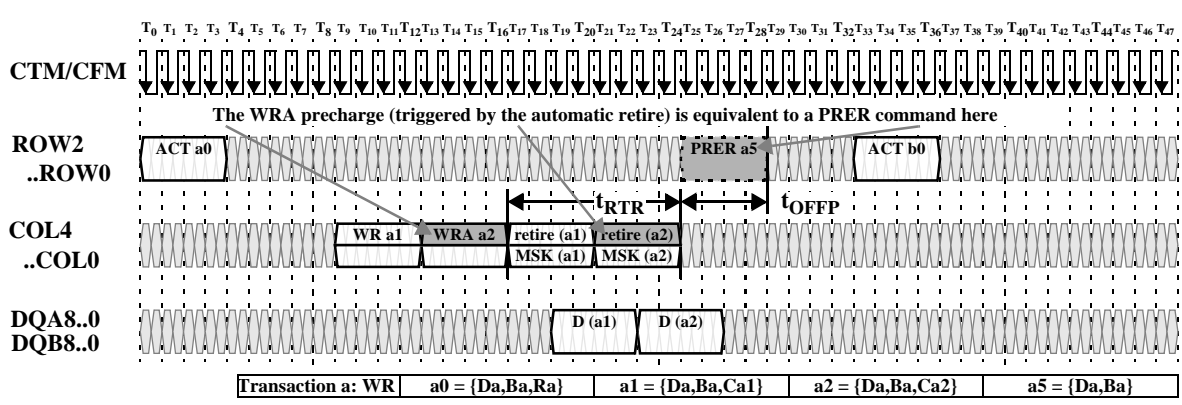 T0 T1 T2 T3 T4 T5 T6 T7 T8 T9 T10 T11 T12 T13 T14 T15 T16 T17 T18 T19 T20 T21 T22 T23 T24 T25 T26 T27 T28 T29 T30 T31 T32 T33 T34 T35 T36 T37 T38 T39 T40 T41 T42 T43 T44 T45 T46 T47
CTM/CFM
The WRA precharge (triggered by the automatic retire) is equivalent to a PRER command here
ROW2 ACT a0 PRER a5 ACT b0
..ROW0
tRTR tOFFP
COL4 WR a1 WRA a2 retire (a1) retire (a2)
..COL0 MSK (a1) MSK (a2)
DQA8..0 D (a1) D (a2)
DQB8..0
Transaction a: WR a0 = {Da,Ba,Ra} a1 = {Da,Ba,Ca1} a2 = {Da,Ba,Ca2} a5 = {Da,Ba}